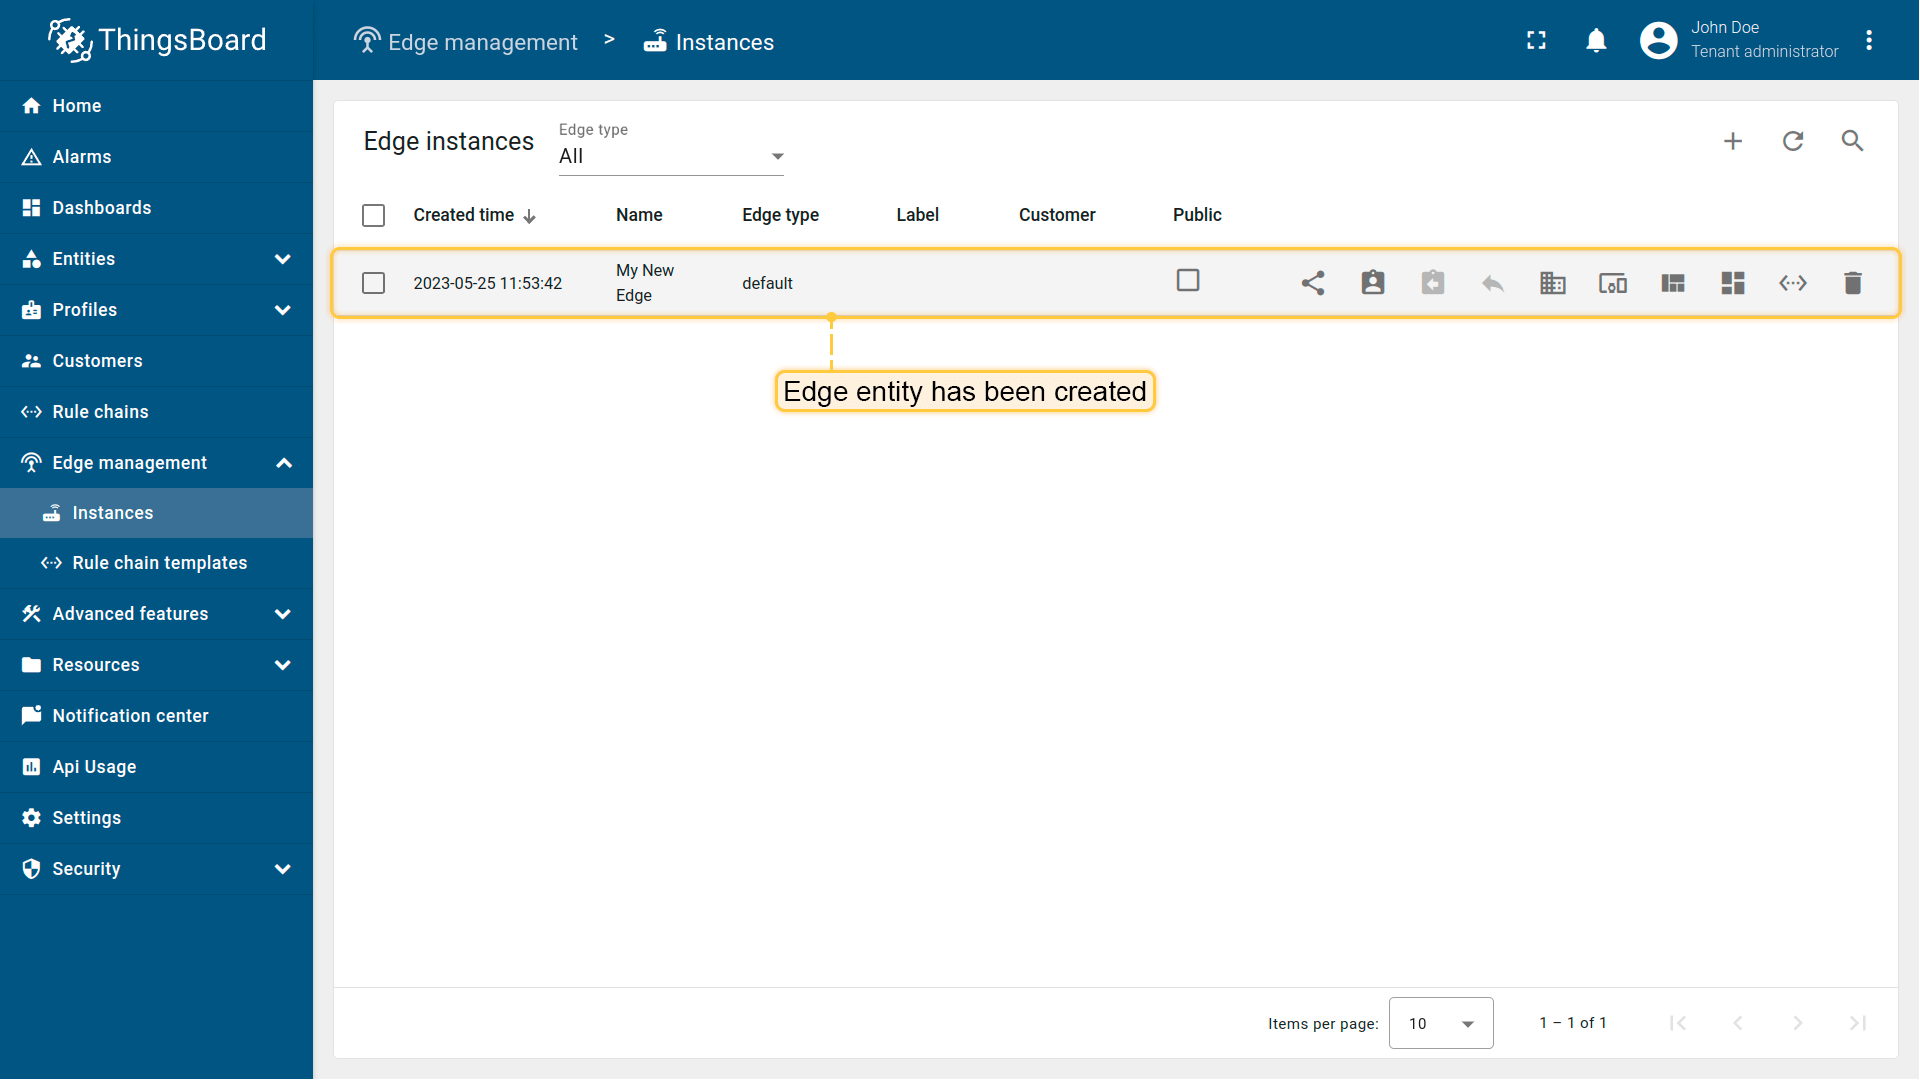 ThingsBoard
Edge management > Instances
John Doe
Tenant administrator
Home
Alarms
Dashboards
Entities
Profiles
Customers
Rule chains
Edge management
Instances
Rule chain templates
Advanced features
Resources
Notification center
Api Usage
Settings
Security
Edge instances
Edge type
All
Created time Name Edge type Label Customer Public
2023-05-25 11:53:42 My New Edge default
Edge entity has been created
Items per page: 10 1 – 1 of 1